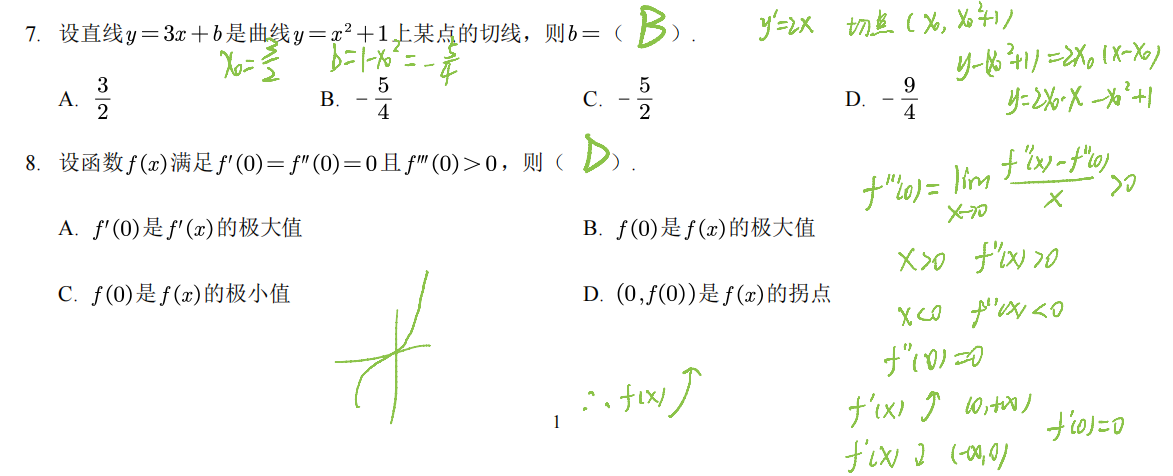 7. 设直线y=3x+b是曲线y=x²+1上某点的切线，则b=（ B ）.
y'=2x 切点 (x₀, x₀²+1)
x₀=3/2 b=1-x₀²=-5/4
y-(x₀²+1)=2x₀(x-x₀)
y=2x₀·x-x₀²+1
A. 3/2 B. -5/4 C. -5/2 D. -9/4
8. 设函数f(x)满足f'(0)=f''(0)=0且f'''(0)>0，则（ D ）.
f'''(0)=lim x→0 (f''(x)-f''(0))/x >0
A. f'(0)是f'(x)的极大值 B. f(0)是f(x)的极大值
x>0 f''(x)>0
C. f(0)是f(x)的极小值 D. (0,f(0))是f(x)的拐点
x<0 f''(x)<0
f''(0)=0
∴f(x)↑
f'(x)↑ (0,+∞)
f'(0)=0
f'(x)↓ (-∞,0)
1